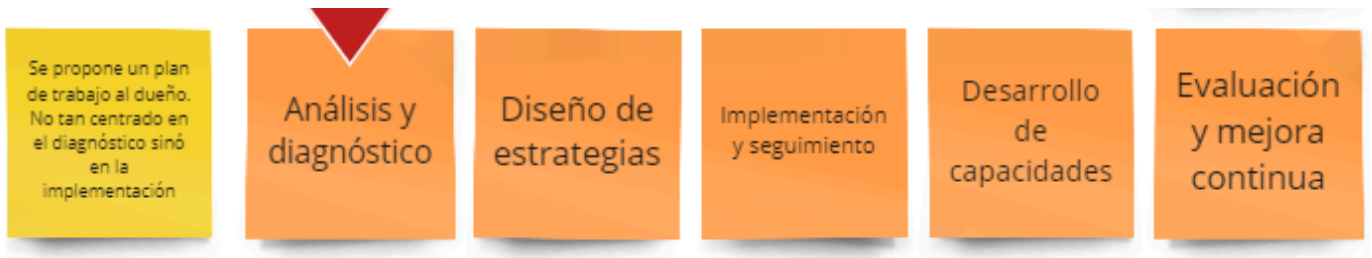 Se propone un plan
de trabajo al dueño.
No tan centrado en
el diagnóstico sinó
en la
implementación
Análisis y
diagnóstico
Diseño de
estrategias
Implementación
y seguimiento
Desarrollo
de
capacidades
Evaluación
y mejora
continua